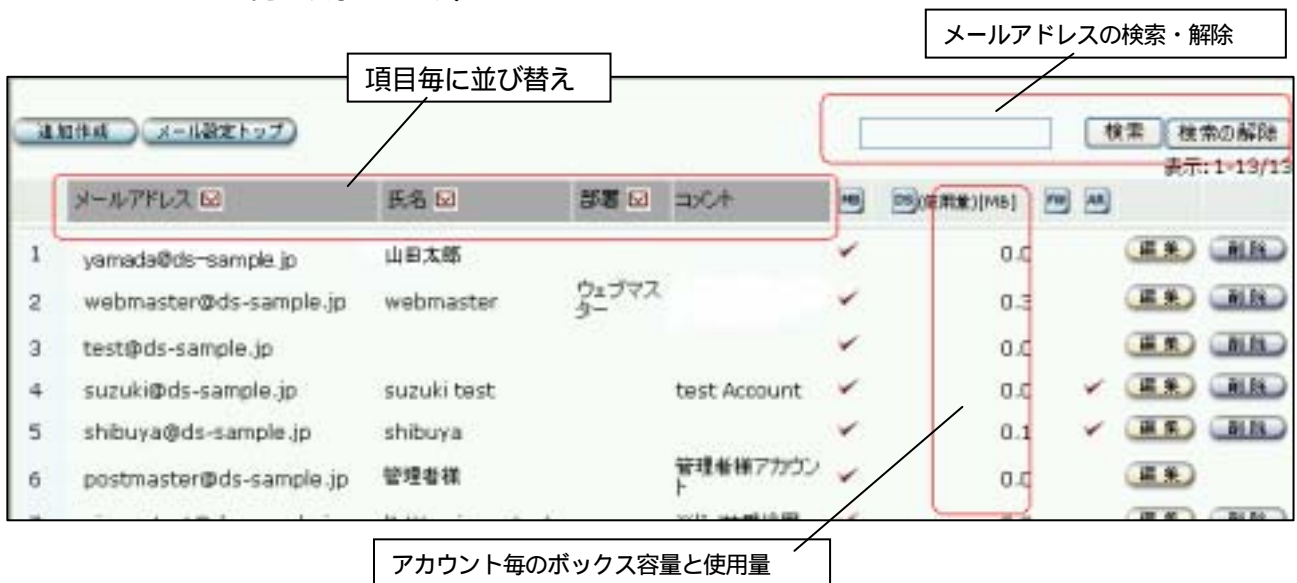 メールアドレスの検索・解除
項目毎に並び替え
追加作成 メール設定トップ 検索 検索の解除
表示:1-13/13
メールアドレス 氏名 部署 コメント MB DS(使用量)[MB] FW AR
1 yamada@ds-sample.jp 山田太郎 0.0 編集 削除
2 webmaster@ds-sample.jp webmaster ウェブマス 0.3 編集 削除
ター
3 test@ds-sample.jp 0.0 編集 削除
4 suzuki@ds-sample.jp suzuki test test Account 0.0 編集 削除
5 shibuya@ds-sample.jp shibuya 0.1 編集 削除
6 postmaster@ds-sample.jp 管理者様 管理者様アカウン 0.0 編集
ト
アカウント毎のボックス容量と使用量